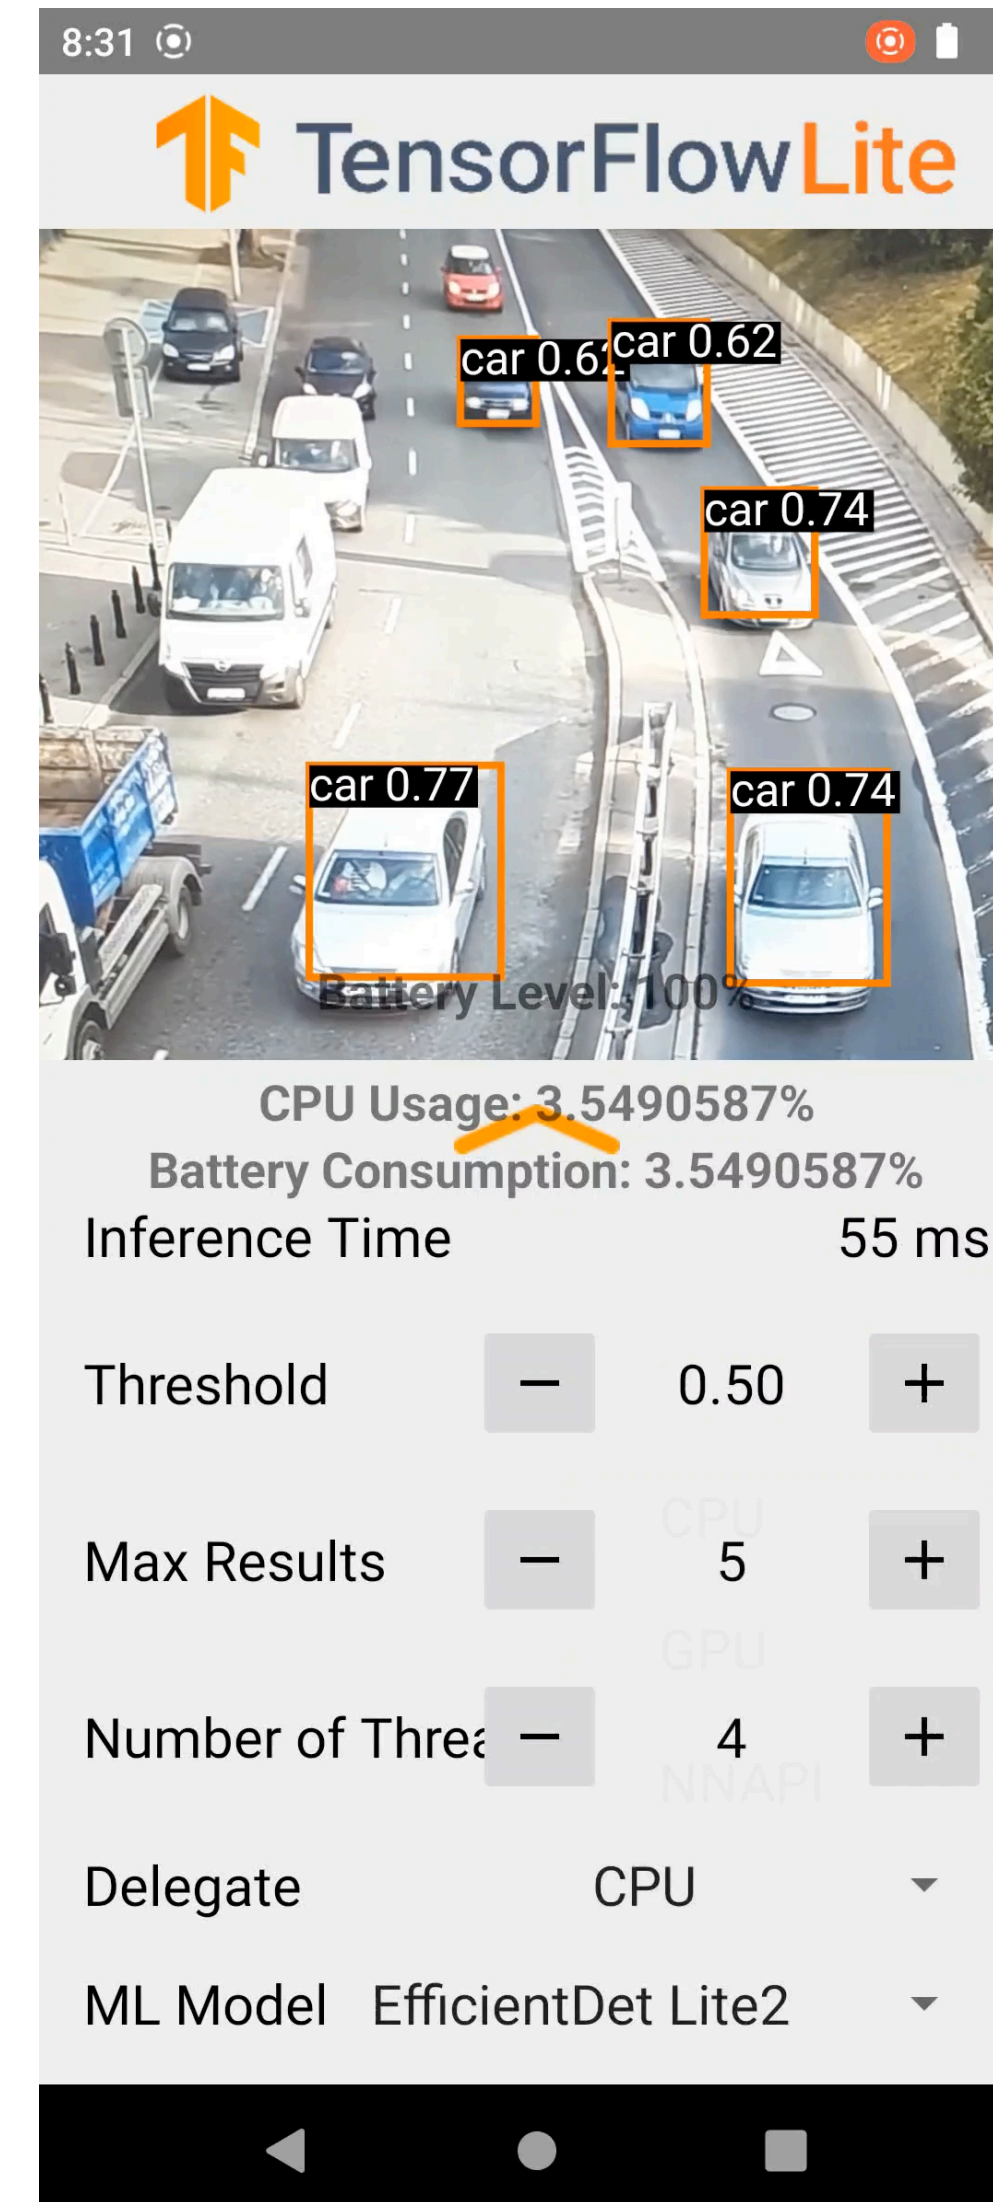 8:31
TensorFlowLite
car 0.62
car 0.62
car 0.74
car 0.77
car 0.74
Battery Level: 100%
CPU Usage: 3.5490587%
Battery Consumption: 3.5490587%
Inference Time 55 ms
Threshold − 0.50 +
CPU
Max Results − 5 +
GPU
Number of Threa − 4 +
NNAPI
Delegate CPU
ML Model EfficientDet Lite2